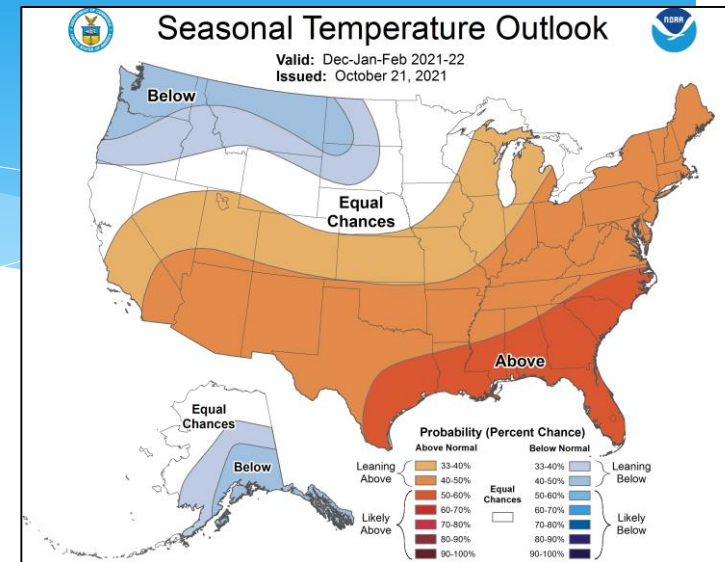 Seasonal Temperature Outlook
NOAA
Valid: Dec-Jan-Feb 2021-22
Issued: October 21, 2021
Below
Equal
Chances
Above
Equal
Chances
Below
Probability (Percent Chance)
Above Normal
Below Normal
Leaning
Above
33-40%
40-50%
Likely
Above
50-60%
60-70%
70-80%
80-90%
90-100%
Equal
Chances
33-40%
40-50%
Leaning
Below
50-60%
60-70%
70-80%
80-90%
90-100%
Likely
Below